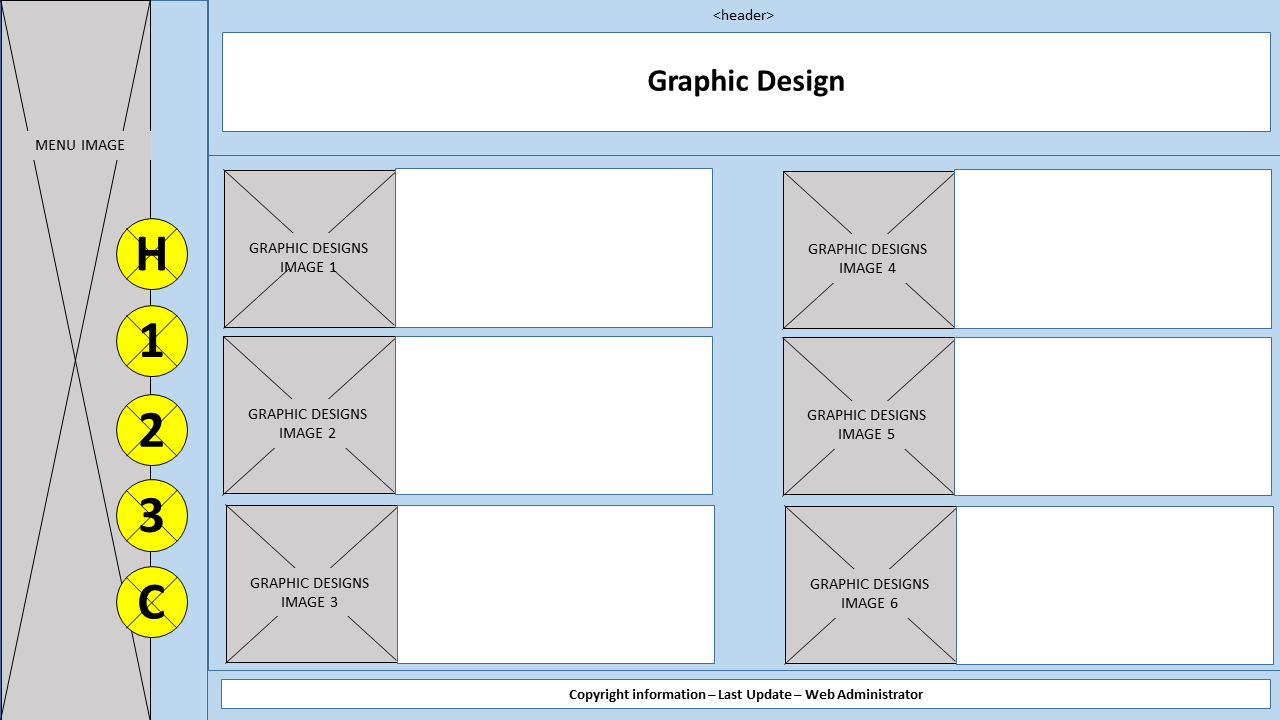 <header>
Graphic Design
MENU IMAGE
H
1
2
3
C
GRAPHIC DESIGNS
IMAGE 1
GRAPHIC DESIGNS
IMAGE 2
GRAPHIC DESIGNS
IMAGE 3
GRAPHIC DESIGNS
IMAGE 4
GRAPHIC DESIGNS
IMAGE 5
GRAPHIC DESIGNS
IMAGE 6
Copyright information – Last Update – Web Administrator